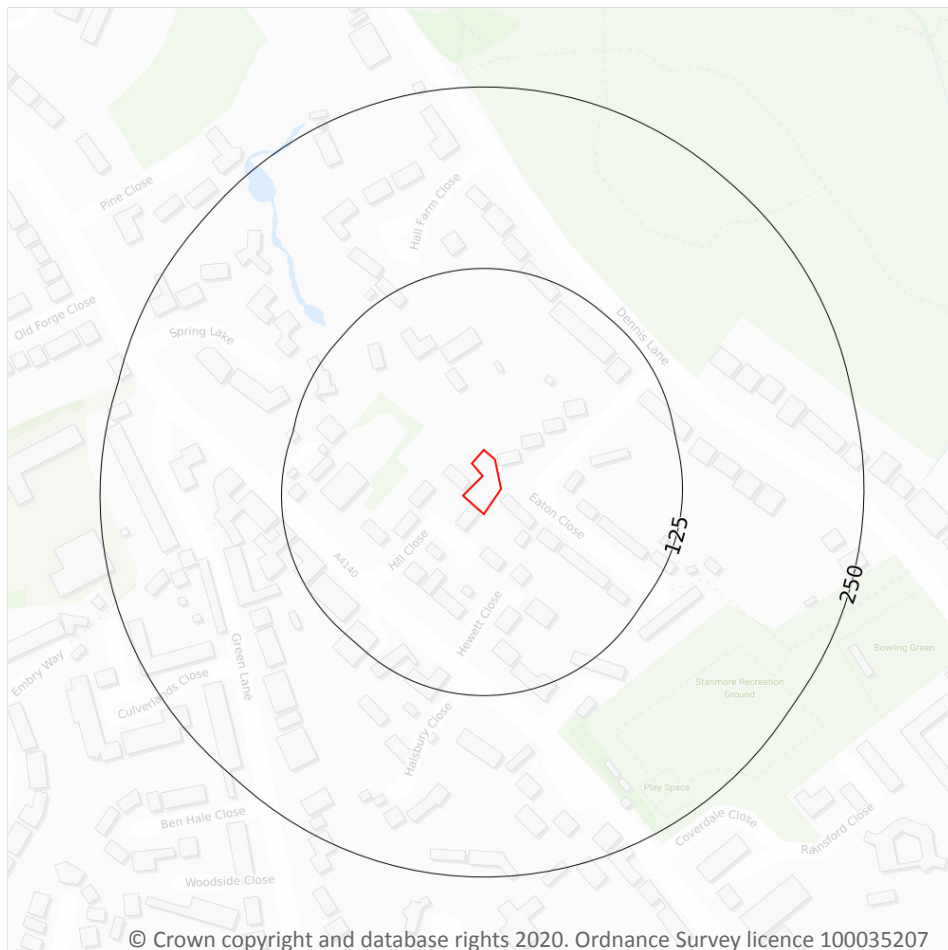 Pine Close
Hall Farm Close
Old Forge Close
Spring Lake
Dennis Lane
Eaton Close
125
A4140
Hill Close
250
Hewett Close
Embry Way
Green Lane
Bowling Green
Stanmore Recreation
Ground
Culverlands Close
Halsbury Close
Play Space
Coverdale Close
Rainsford Close
Ben Hale Close
Woodside Close
© Crown copyright and database rights 2020. Ordnance Survey licence 100035207